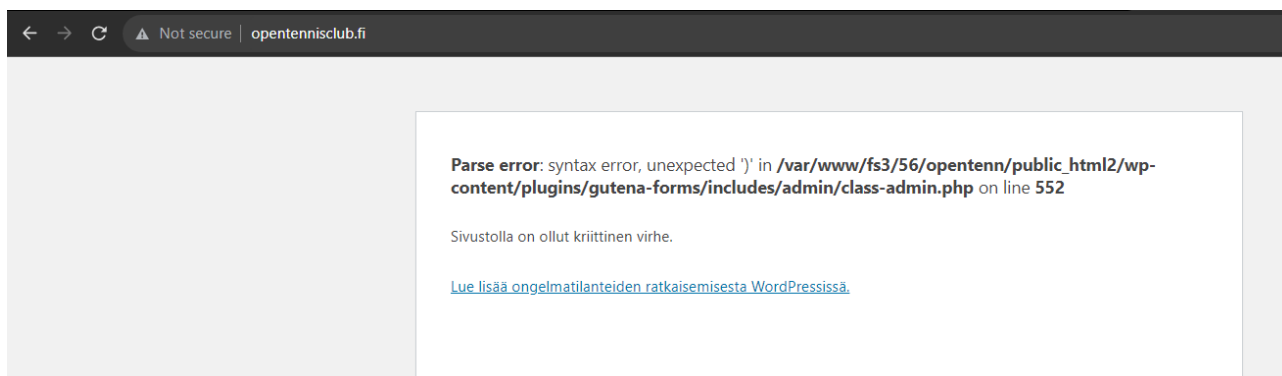 Not secure opentennisclub.fi
Parse error: syntax error, unexpected ')' in /var/www/fs3/56/opentenn/public_html2/wp-
content/plugins/gutena-forms/includes/admin/class-admin.php on line 552
Sivustolla on ollut kriittinen virhe.
Lue lisää ongelmatilanteiden ratkaisemisesta WordPressissä.